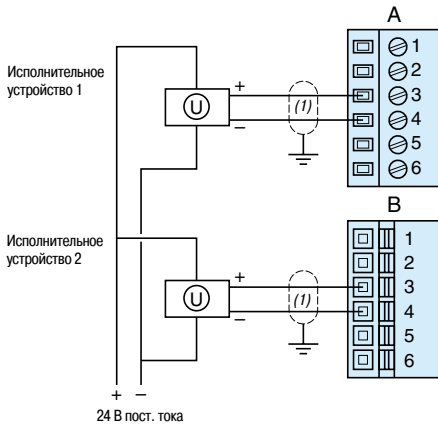 A
Исполнительное
устройство 1
U
+
−
(1)
1
2
3
4
5
6
B
Исполнительное
устройство 2
U
+
−
(1)
1
2
3
4
5
6
+ −
24 В пост. тока